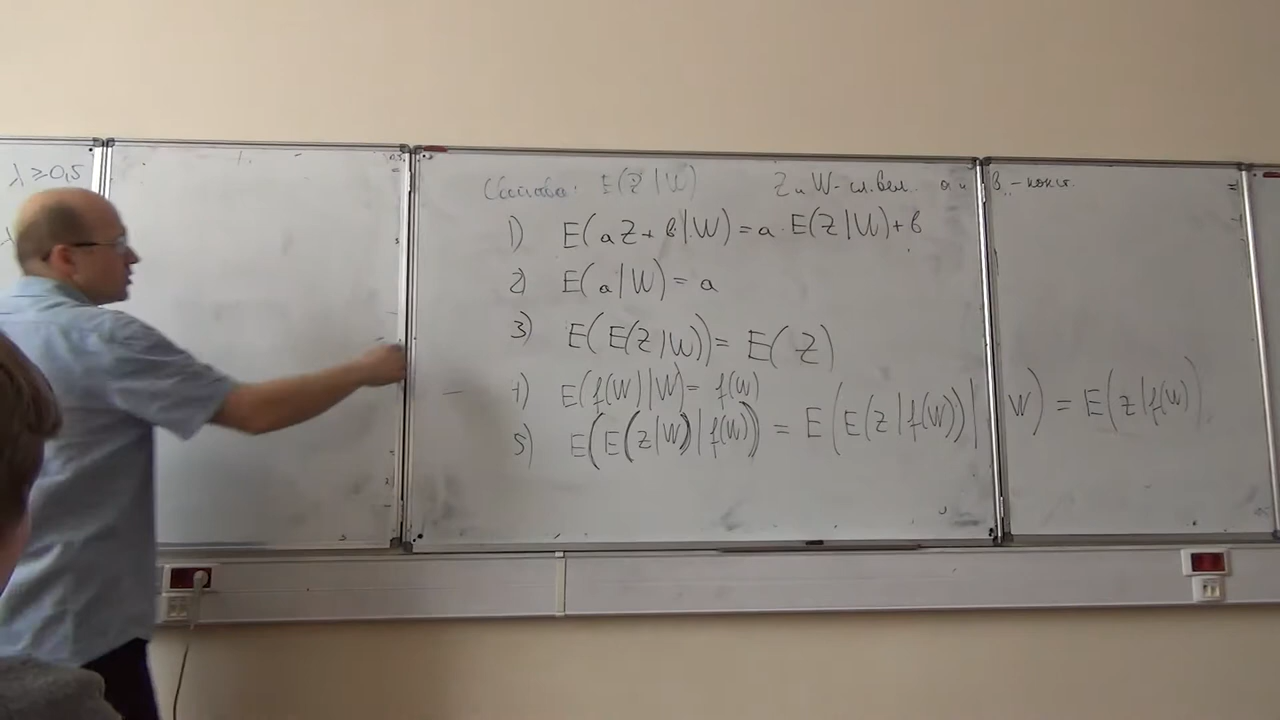 λ ≥ 0,5
Свойства: E(Z|W) Z и W - сл. вел. a и b - конст.
1) E(aZ + b|W) = a · E(Z|W) + b
2) E(a|W) = a
3) E(E(Z|W)) = E(Z)
4) E(f(W)|W) = f(W)
5) E(E(Z|W)|f(W)) = E(E(Z|f(W))|W) = E(Z|f(W))